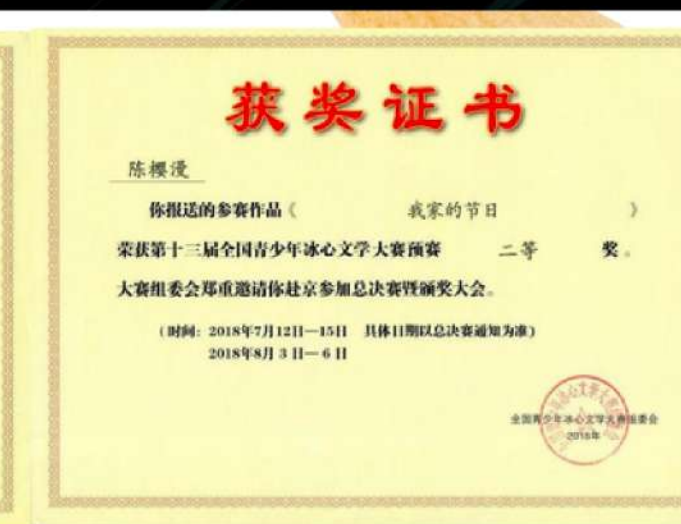 获奖证书
陈樱漫
你报送的参赛作品《 我家的节日 》
荣获第十三届全国青少年冰心文学大赛预赛 二等 奖。
大赛组委会郑重邀请你赴京参加总决赛暨颁奖大会。
(时间：2018年7月12日—15日 具体日期以总决赛通知为准)
2018年8月3日—6日
全国青少年冰心文学大赛组委会
2018年